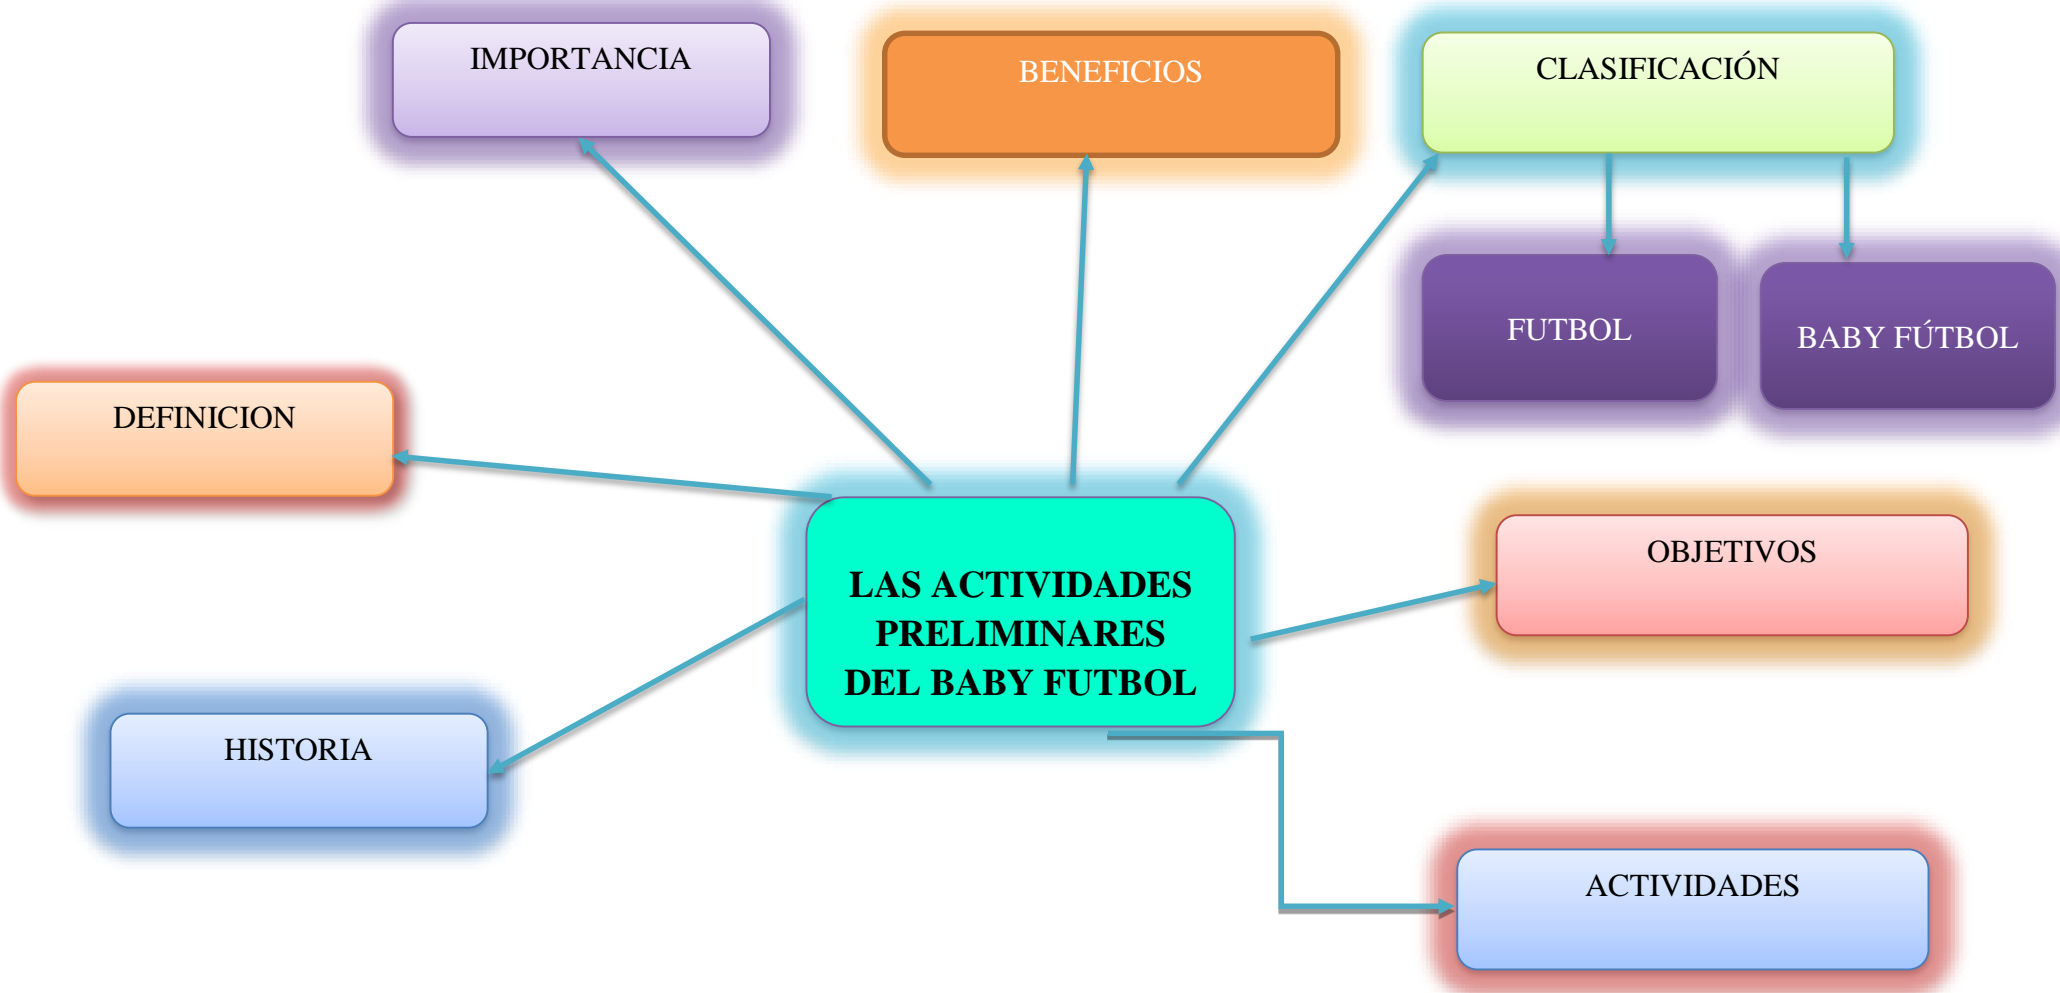 IMPORTANCIA
BENEFICIOS
CLASIFICACIÓN
FUTBOL
BABY FÚTBOL
DEFINICION
OBJETIVOS
LAS ACTIVIDADES
PRELIMINARES
DEL BABY FUTBOL
HISTORIA
ACTIVIDADES